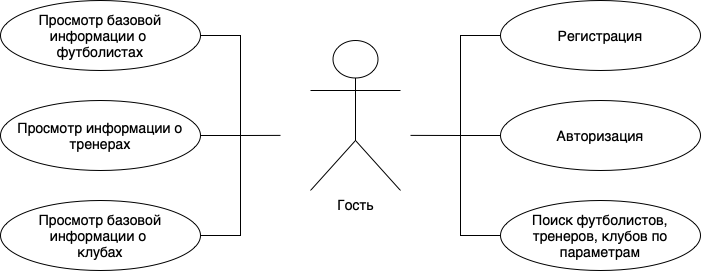 Просмотр базовой
информации о
футболистах
Просмотр информации о
тренерах
Просмотр базовой
информации о
клубах
Гость
Регистрация
Авторизация
Поиск футболистов,
тренеров, клубов по
параметрам